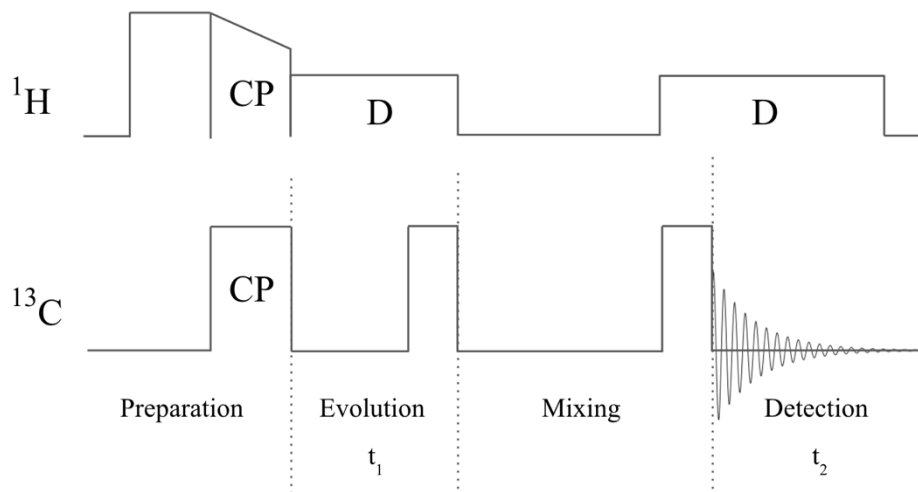 ¹H
CP
D
D
¹³C
CP
Preparation
Evolution
Mixing
Detection
t₁
t₂